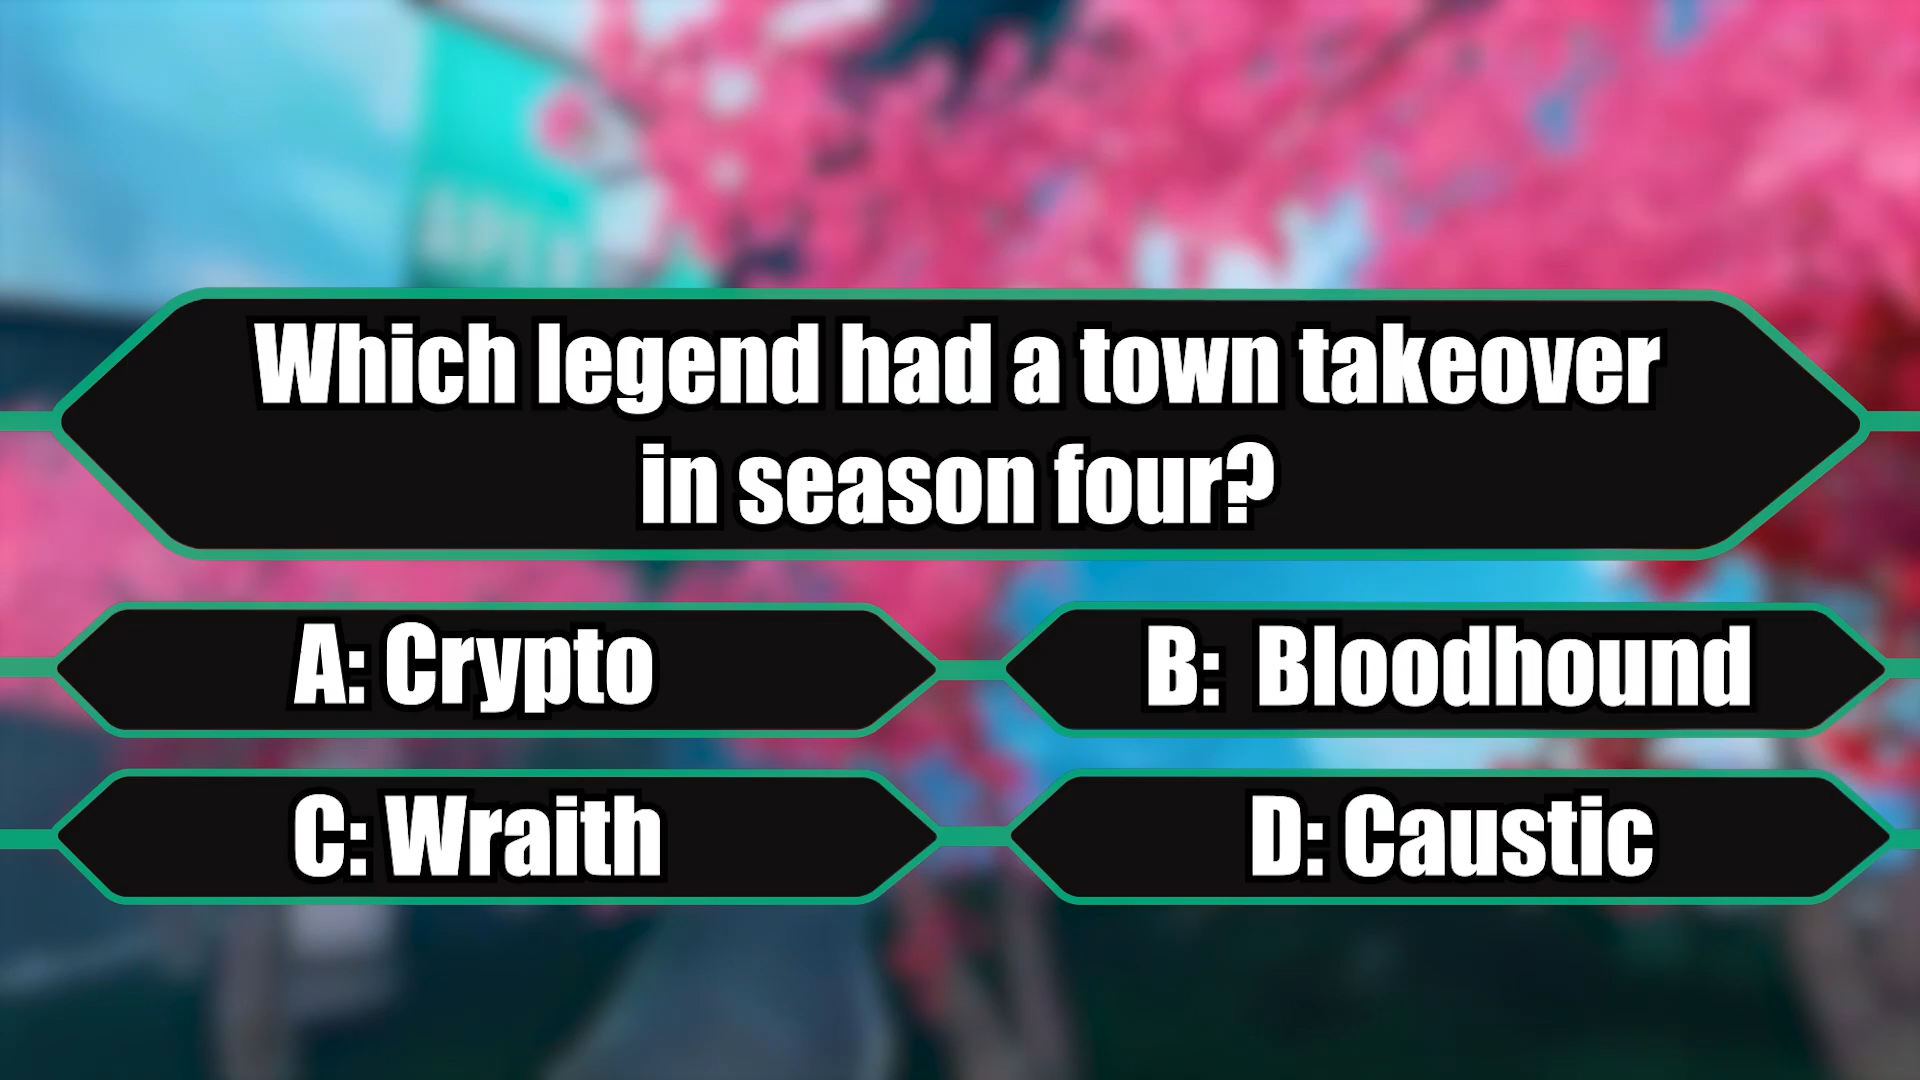 Which legend had a town takeover
in season four?
A: Crypto
B: Bloodhound
C: Wraith
D: Caustic